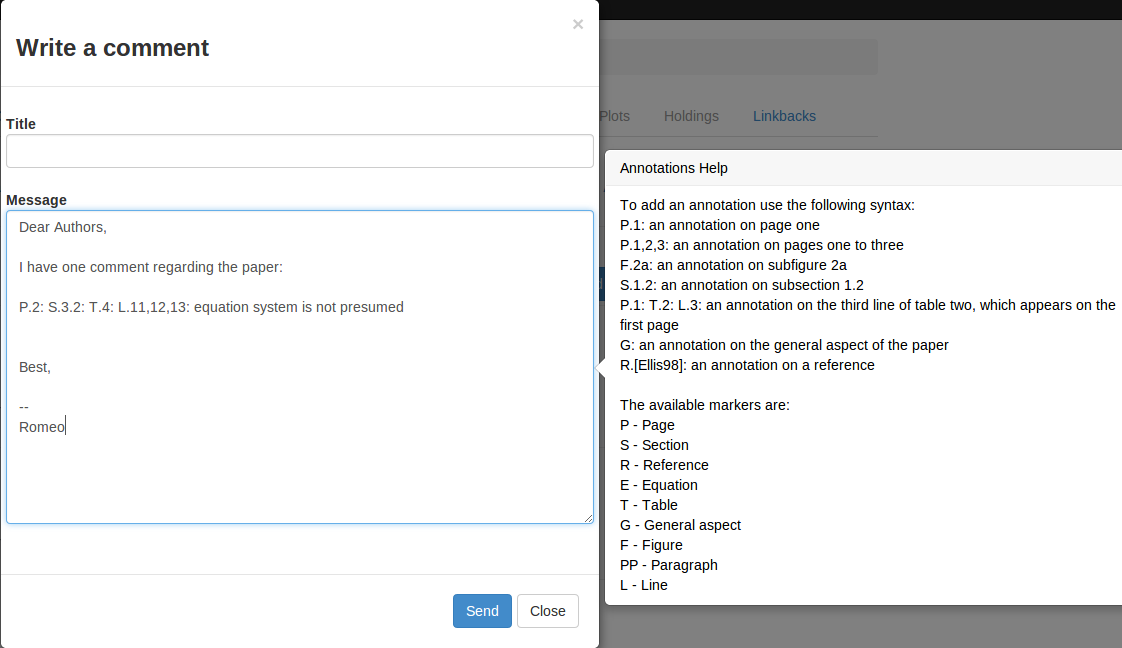 ×
Write a comment
Title
Message
Dear Authors,
I have one comment regarding the paper:
P.2: S.3.2: T.4: L.11,12,13: equation system is not presumed
Best,
--
Romeo
Send
Close
Plots
Holdings
Linkbacks
Annotations Help
To add an annotation use the following syntax:
P.1: an annotation on page one
P.1,2,3: an annotation on pages one to three
F.2a: an annotation on subfigure 2a
S.1.2: an annotation on subsection 1.2
P.1: T.2: L.3: an annotation on the third line of table two, which appears on the
first page
G: an annotation on the general aspect of the paper
R.[Ellis98]: an annotation on a reference
The available markers are:
P - Page
S - Section
R - Reference
E - Equation
T - Table
G - General aspect
F - Figure
PP - Paragraph
L - Line